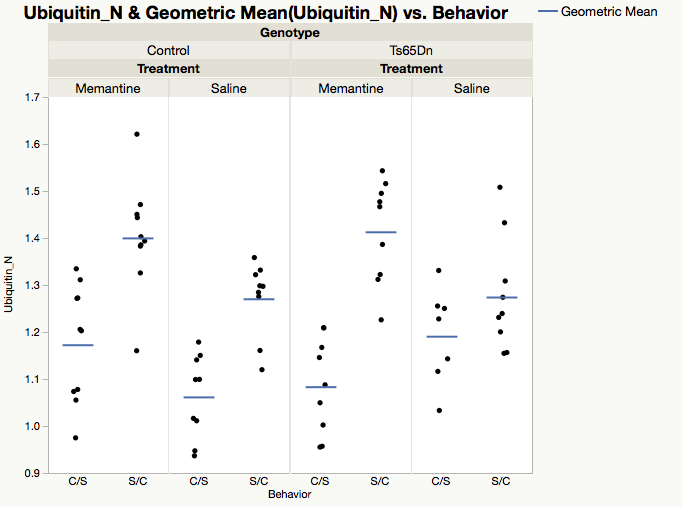 Ubiquitin_N & Geometric Mean(Ubiquitin_N) vs. Behavior
Geometric Mean
Genotype
Control Ts65Dn
Treatment Treatment
Memantine Saline Memantine Saline
1.7
1.6
1.5
1.4
1.3
1.2
1.1
1.0
0.9
Ubiquitin_N
C/S S/C C/S S/C C/S S/C C/S S/C
Behavior